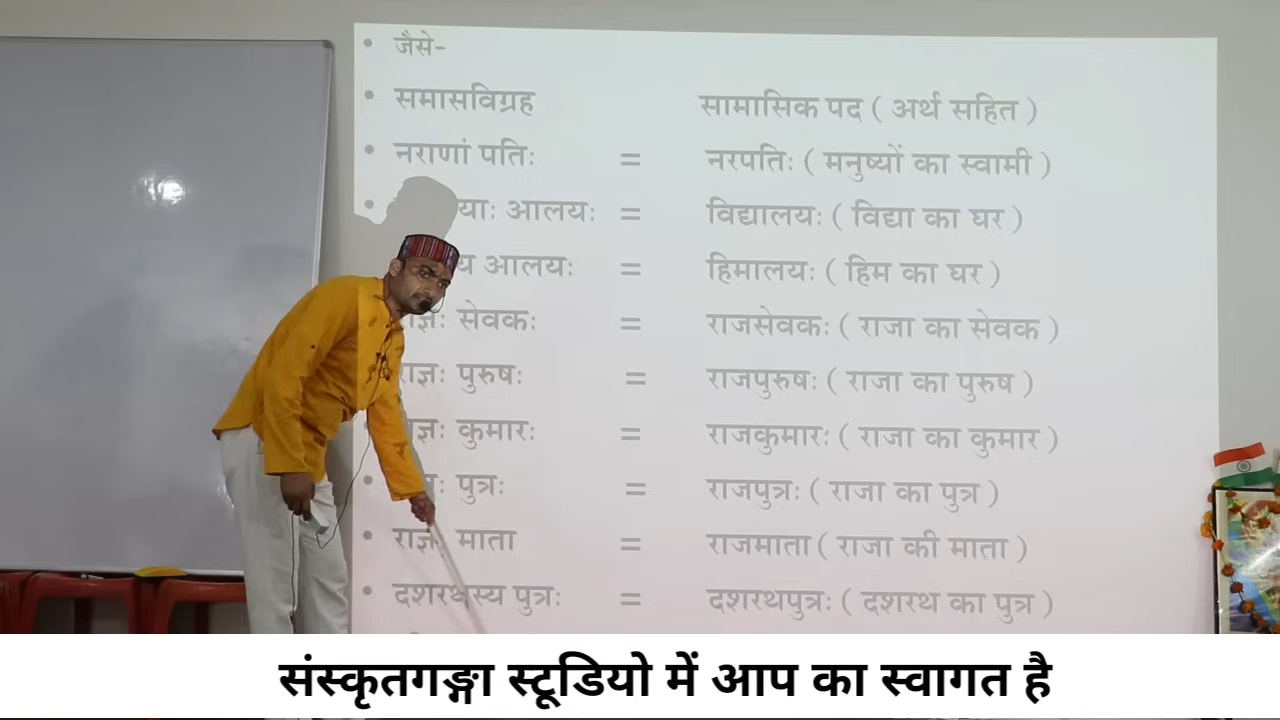 जैसे-
समासविग्रह सामासिक पद ( अर्थ सहित )
नराणां पतिः = नरपतिः ( मनुष्यों का स्वामी )
आलयः = विद्यालयः ( विद्या का घर )
आलयः = हिमालयः ( हिम का घर )
सेवकः = राजसेवकः ( राजा का सेवक )
पुरुषः = राजपुरुषः ( राजा का पुरुष )
कुमारः = राजकुमारः ( राजा का कुमार )
पुत्रः = राजपुत्रः ( राजा का पुत्र )
राज्ञः माता = राजमाता ( राजा की माता )
दशरथस्य पुत्रः = दशरथपुत्रः ( दशरथ का पुत्र )
संस्कृतगङ्गा स्टूडियो में आप का स्वागत है